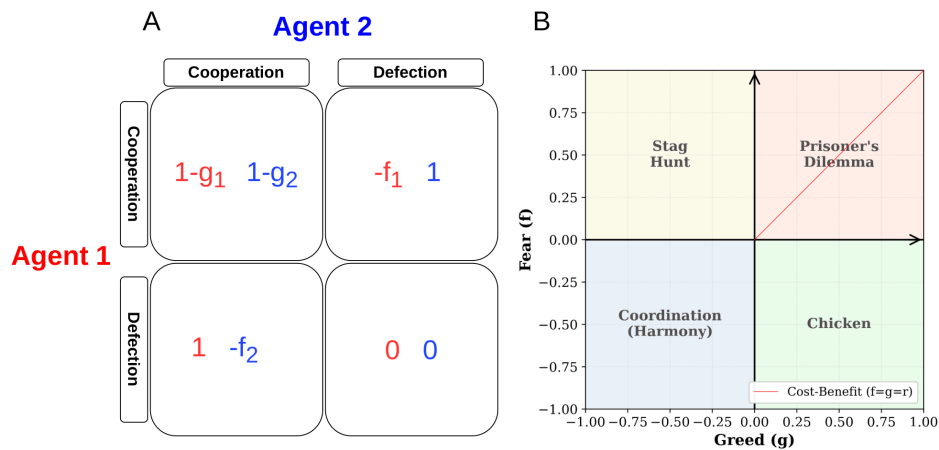 A
Agent 2
Cooperation
Defection
Agent 1
Cooperation
Defection
1-g1 1-g2
-f1 1
1 -f2
0 0
B
1.00
0.75
0.50
0.25
0.00
−0.25
−0.50
−0.75
−1.00
Fear (f)
Stag
Hunt
Prisoner's
Dilemma
Coordination
(Harmony)
Chicken
Cost-Benefit (f=g=r)
−1.00 −0.75 −0.50 −0.25 0.00 0.25 0.50 0.75 1.00
Greed (g)